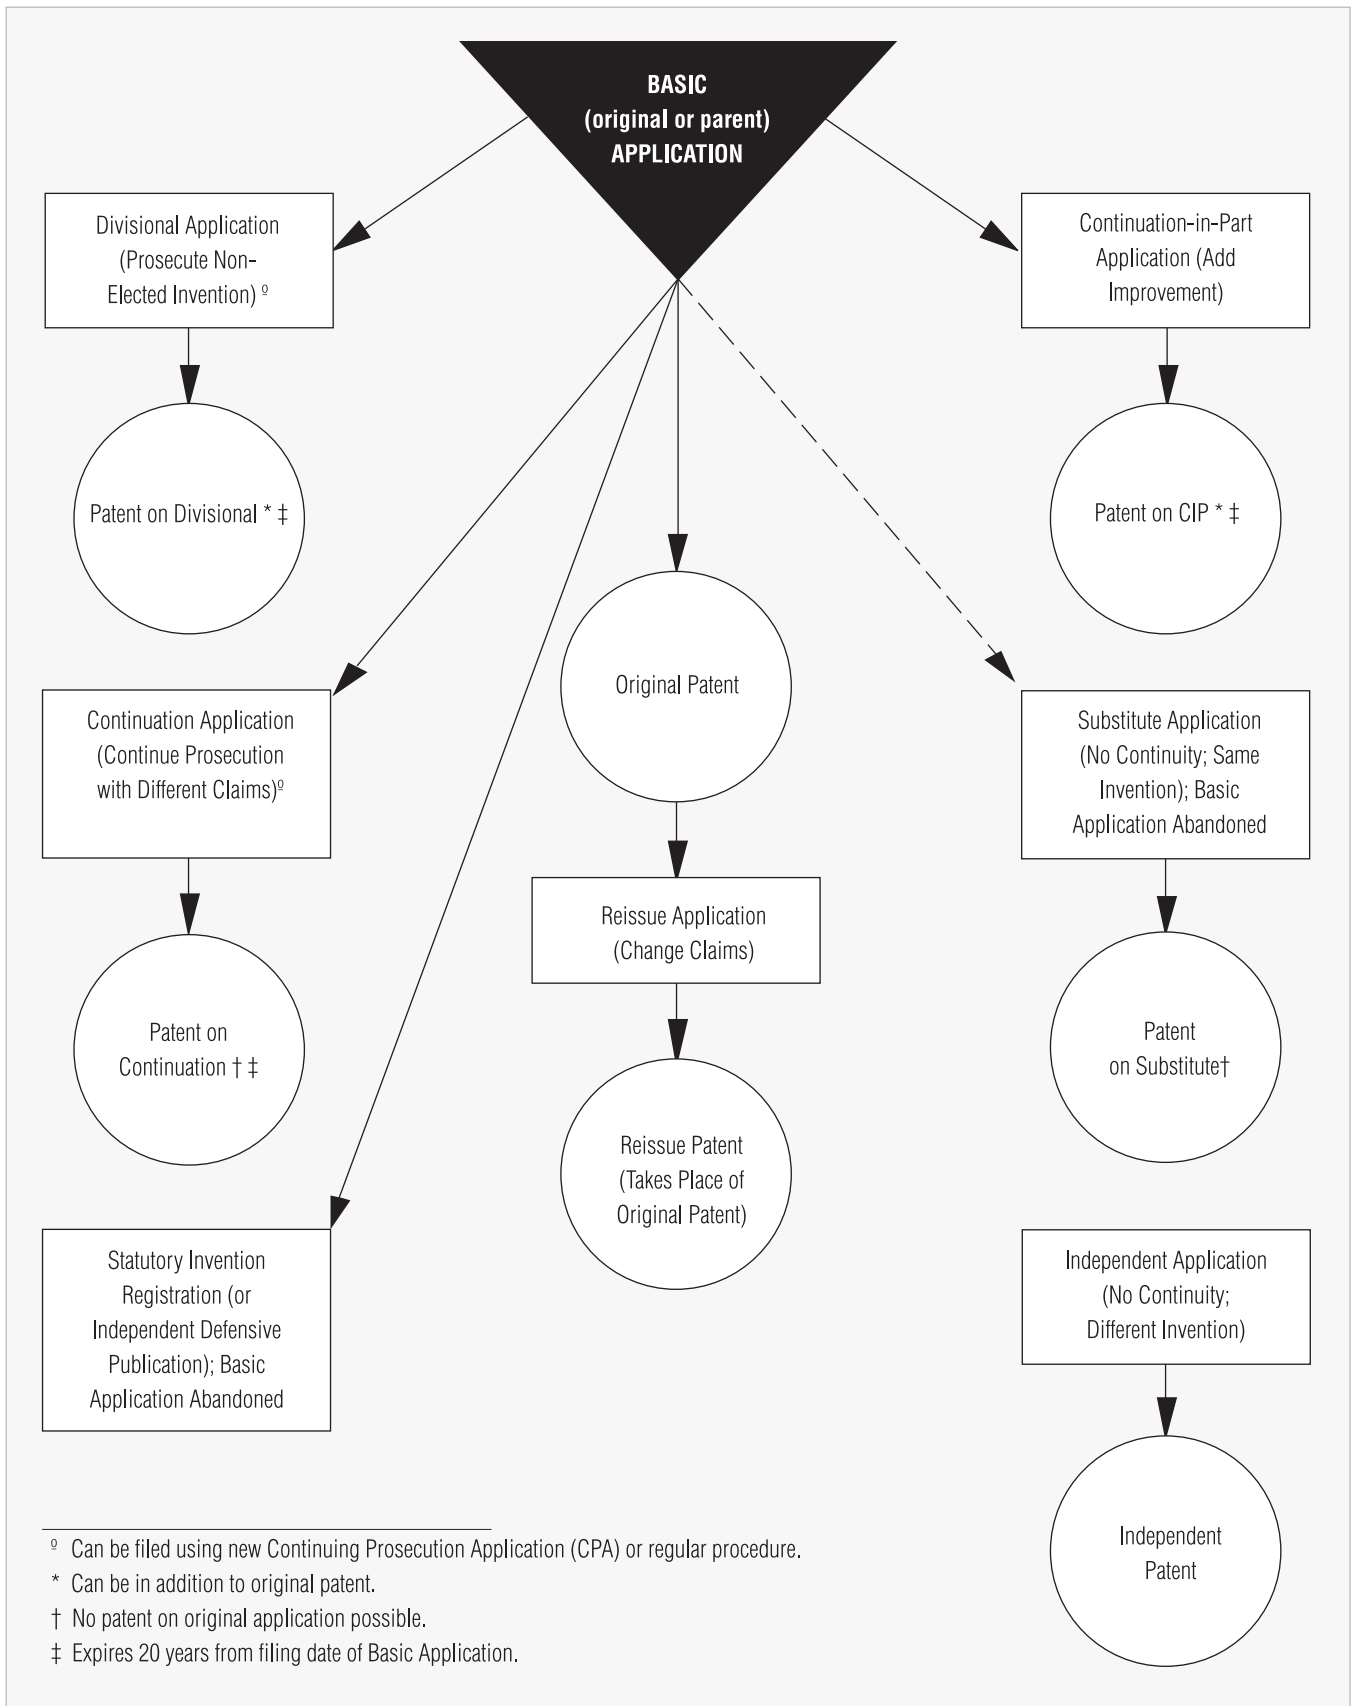 BASIC
(original or parent)
APPLICATION
Divisional Application
(Prosecute Non-
Elected Invention) º
Continuation-in-Part
Application (Add
Improvement)
Patent on Divisional * ‡
Patent on CIP * ‡
Original Patent
Continuation Application
(Continue Prosecution
with Different Claims)º
Substitute Application
(No Continuity; Same
Invention); Basic
Application Abandoned
Reissue Application
(Change Claims)
Patent on
Continuation † ‡
Patent
on Substitute†
Reissue Patent
(Takes Place of
Original Patent)
Statutory Invention
Registration (or
Independent Defensive
Publication); Basic
Application Abandoned
Independent Application
(No Continuity;
Different Invention)
Independent
Patent
º Can be filed using new Continuing Prosecution Application (CPA) or regular procedure.
* Can be in addition to original patent.
† No patent on original application possible.
‡ Expires 20 years from filing date of Basic Application.